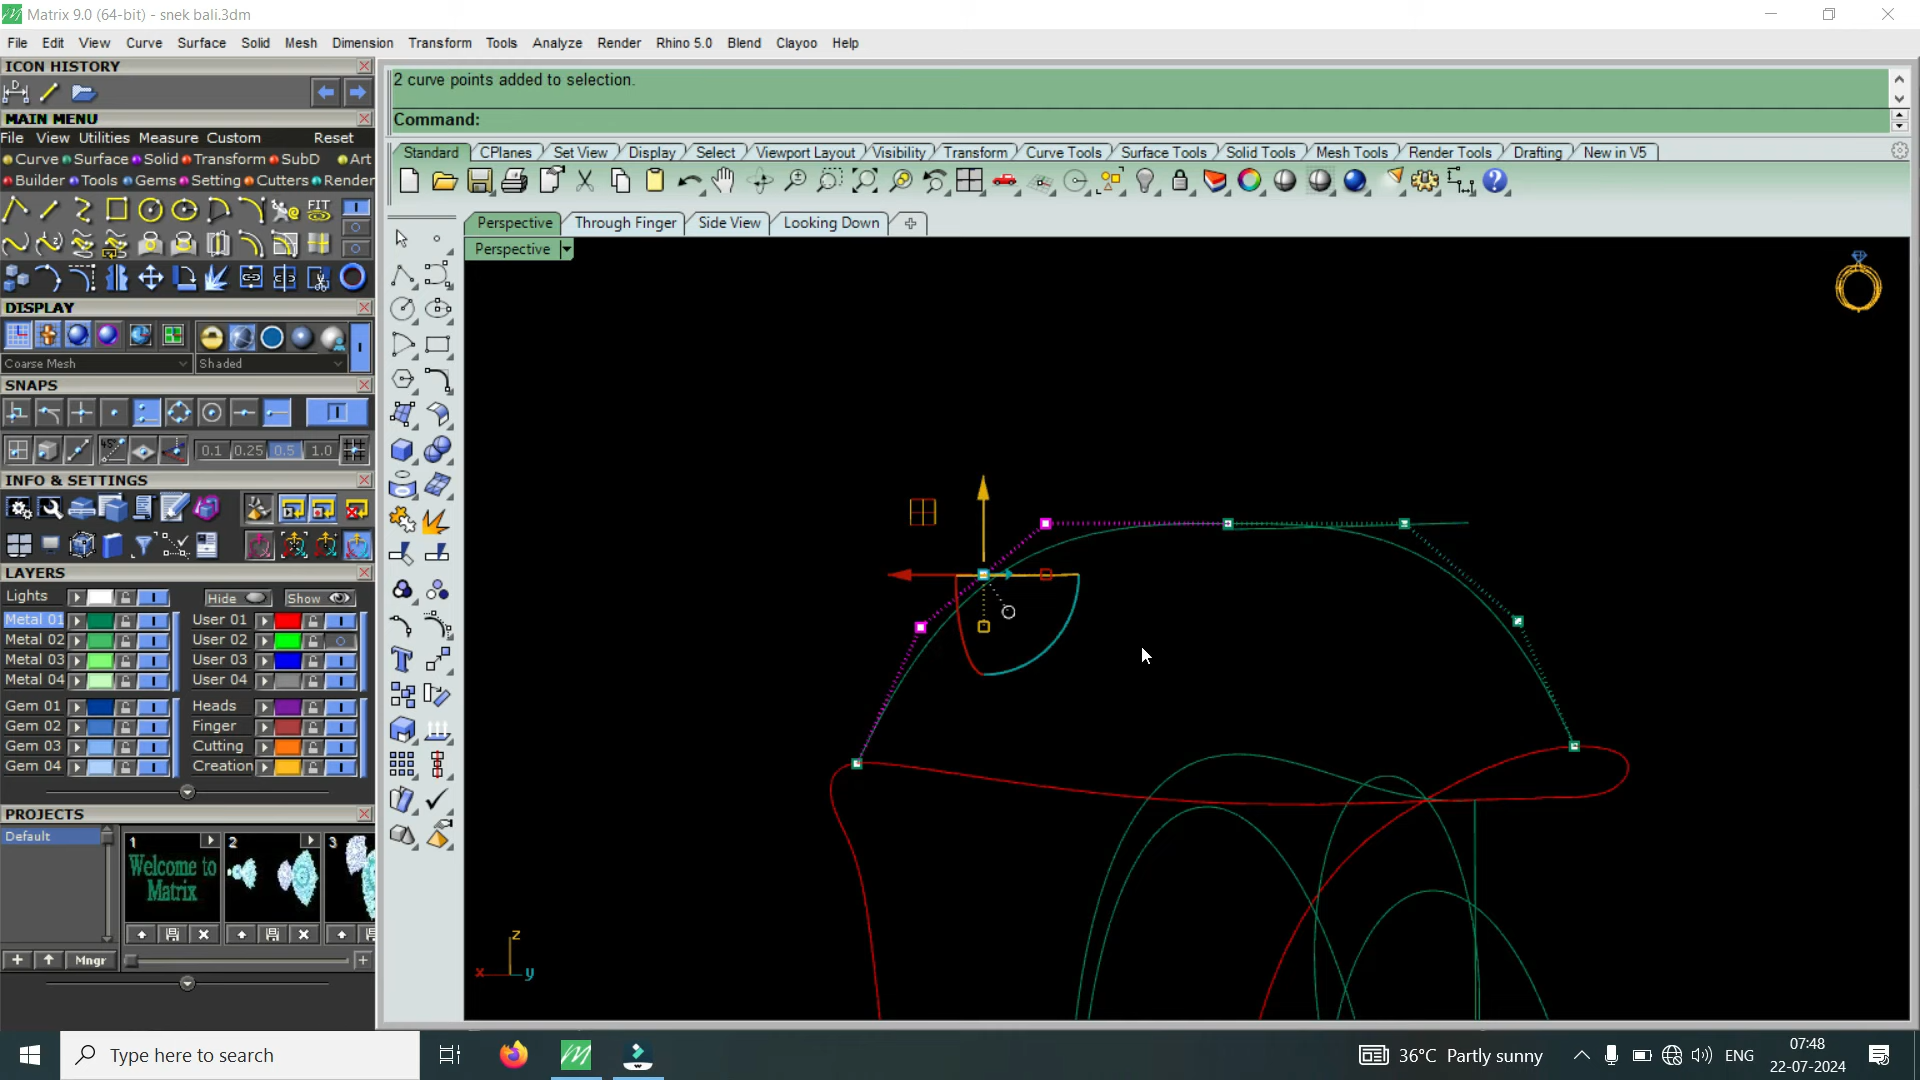 Matrix 9.0 (64-bit) - snek bali.3dm
File Edit View Curve Surface Solid Mesh Dimension Transform Tools Analyze Render Rhino 5.0 Blend Clayoo Help
ICON HISTORY
2 curve points added to selection.
MAIN MENU
Command:
File View Utilities Measure Custom Reset
Standard CPlanes Set View Display Select Viewport Layout Visibility Transform Curve Tools Surface Tools Solid Tools Mesh Tools Render Tools Drafting New in V5
Curve Surface Solid Transform SubD Art
Builder Tools Gems Setting Cutters Render
FIT
Perspective Through Finger Side View Looking Down
Perspective
DISPLAY
Coarse Mesh Shaded
SNAPS
0.1 0.25 0.5 1.0
INFO & SETTINGS
LAYERS
Lights Hide Show
Metal 01 User 01
Metal 02 User 02
Metal 03 User 03
Metal 04 User 04
Gem 01 Heads
Gem 02 Finger
Gem 03 Cutting
Gem 04 Creation
PROJECTS
Default
1 2 3
Welcome to
Matrix
Mngr
z
x y
Type here to search
36°C Partly sunny
ENG
07:48
22-07-2024